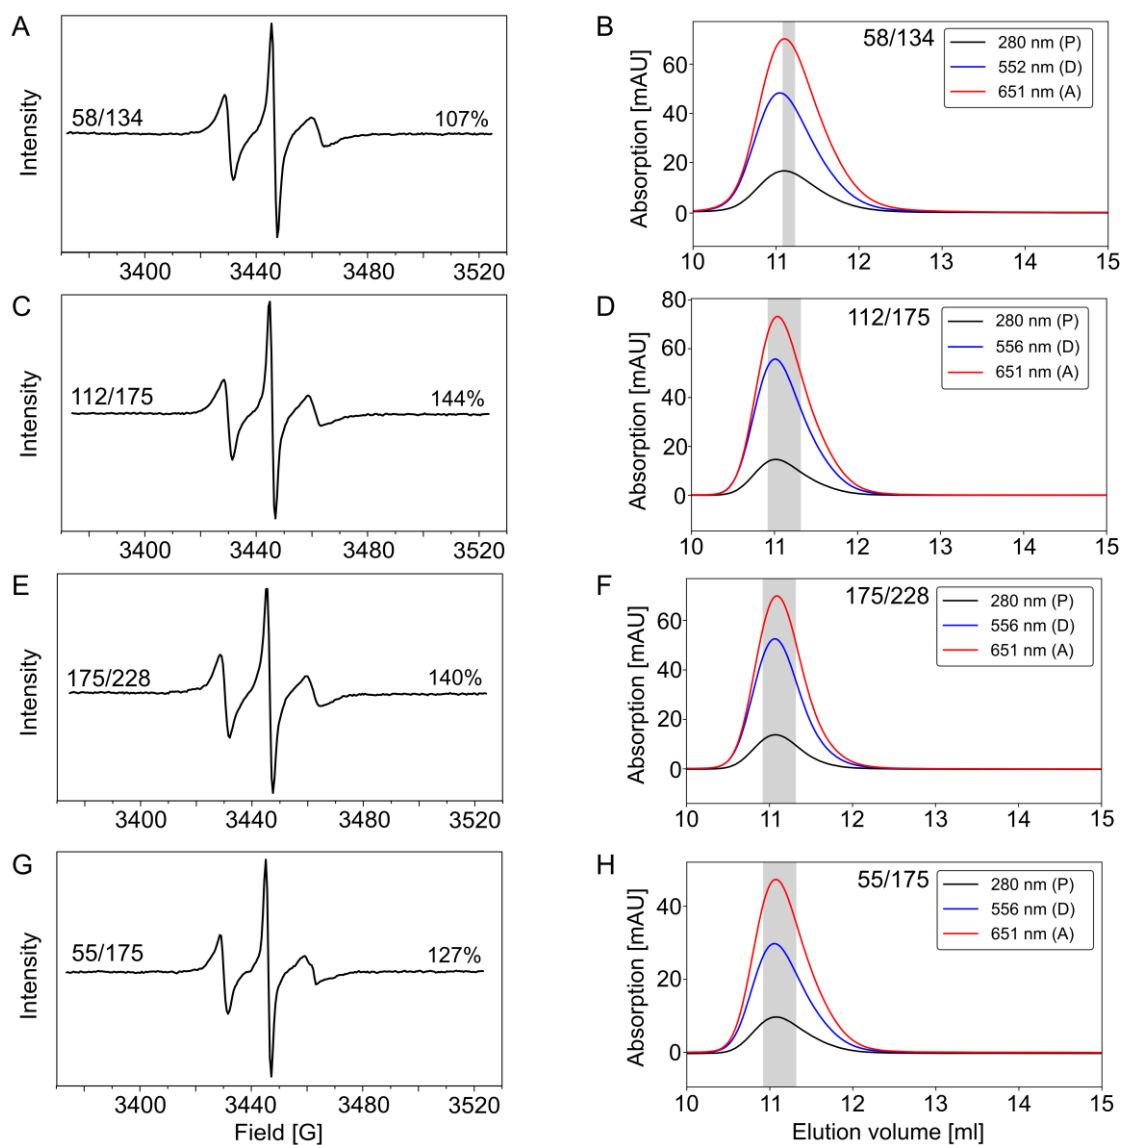 A
Intensity
58/134
107%
3400 3440 3480 3520
B
Absorption [mAU]
58/134
280 nm (P)
552 nm (D)
651 nm (A)
60
40
20
0
10 11 12 13 14 15
C
Intensity
112/175
144%
3400 3440 3480 3520
D
Absorption [mAU]
112/175
280 nm (P)
556 nm (D)
651 nm (A)
80
60
40
20
0
10 11 12 13 14 15
E
Intensity
175/228
140%
3400 3440 3480 3520
F
Absorption [mAU]
175/228
280 nm (P)
556 nm (D)
651 nm (A)
60
40
20
0
10 11 12 13 14 15
G
Intensity
55/175
127%
3400 3440 3480 3520
Field [G]
H
Absorption [mAU]
55/175
280 nm (P)
556 nm (D)
651 nm (A)
40
20
0
10 11 12 13 14 15
Elution volume [ml]